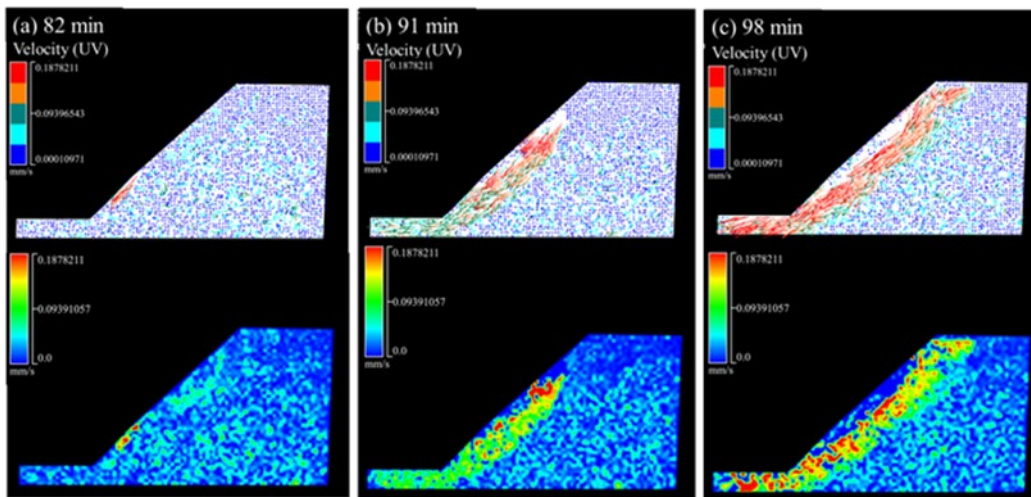 (a) 82 min
Velocity (UV)
0.1878211
0.09396543
0.00010971
mm/s
0.1878211
0.09391057
0.0
mm/s
(b) 91 min
Velocity (UV)
0.1878211
0.09396543
0.00010971
mm/s
0.1878211
0.09391057
0.0
mm/s
(c) 98 min
Velocity (UV)
0.1878211
0.09396543
0.00010971
mm/s
0.1878211
0.09391057
0.0
mm/s